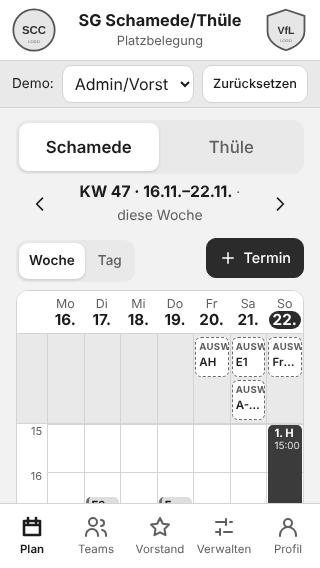 SCC
LOGO
SG Schamede/Thüle
Platzbelegung
VfL
LOGO
Demo:
Admin/Vorst
Zurücksetzen
Schamede
Thüle
KW 47 · 16.11.–22.11. ·
diese Woche
Woche
Tag
+ Termin
Mo Di Mi Do Fr Sa So
16. 17. 18. 19. 20. 21. 22.
AUSW AUSW AUSW
AH E1 Fr…
AUSW
A-…
15
1. H
15:00
16
Plan
Teams
Vorstand
Verwalten
Profil